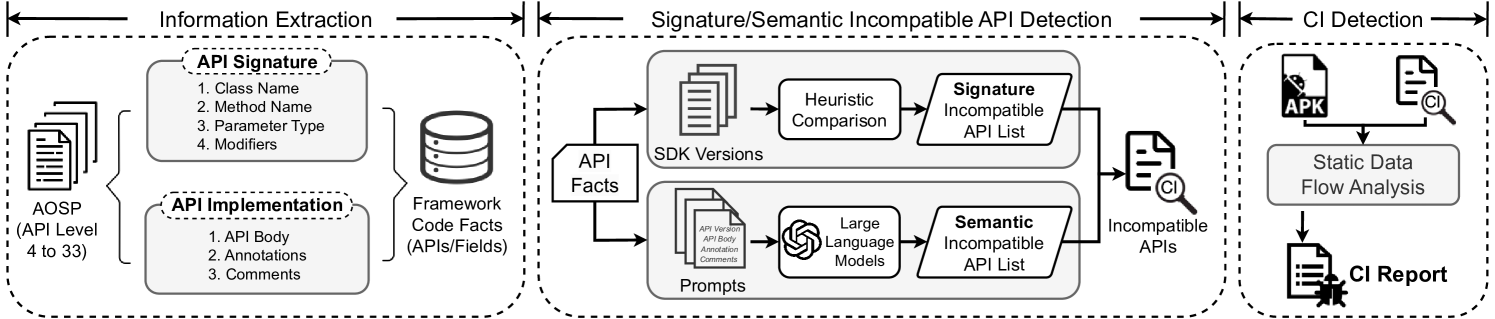 Information Extraction
API Signature
1. Class Name
2. Method Name
3. Parameter Type
4. Modifiers
AOSP
(API Level
4 to 33)
API Implementation
1. API Body
2. Annotations
3. Comments
Framework
Code Facts
(APIs/Fields)
Signature/Semantic Incompatible API Detection
API
Facts
SDK Versions
Heuristic
Comparison
Signature
Incompatible
API List
API Version
API Body
Annotation
Comments
Prompts
Large
Language
Models
Semantic
Incompatible
API List
CI
Incompatible
APIs
CI Detection
APK
CI
Static Data
Flow Analysis
CI Report